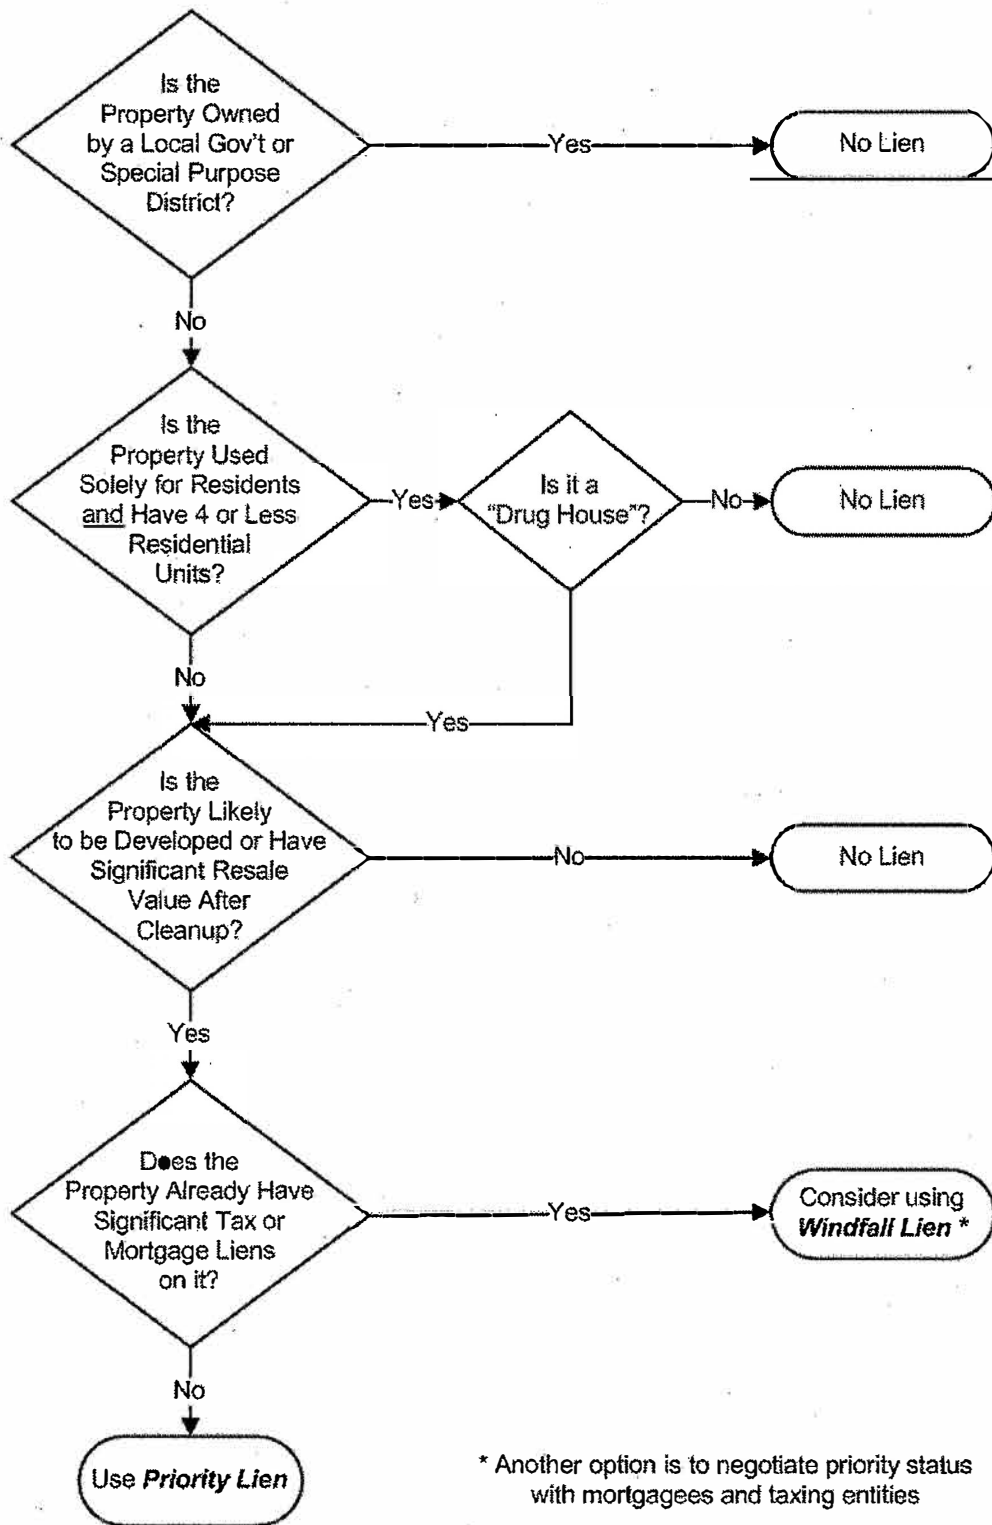 Is the
Property Owned
by a Local Gov't or
Special Purpose
District?
Yes
No Lien
No
Is the
Property Used
Solely for Residents
and Have 4 or Less
Residential
Units?
Yes
Is it a
"Drug House"?
No
No Lien
No
Yes
Is the
Property Likely
to be Developed or Have
Significant Resale
Value After
Cleanup?
No
No Lien
Yes
Does the
Property Already Have
Significant Tax or
Mortgage Liens
on it?
Yes
Consider using
Windfall Lien *
No
Use Priority Lien
* Another option is to negotiate priority status
with mortgagees and taxing entities